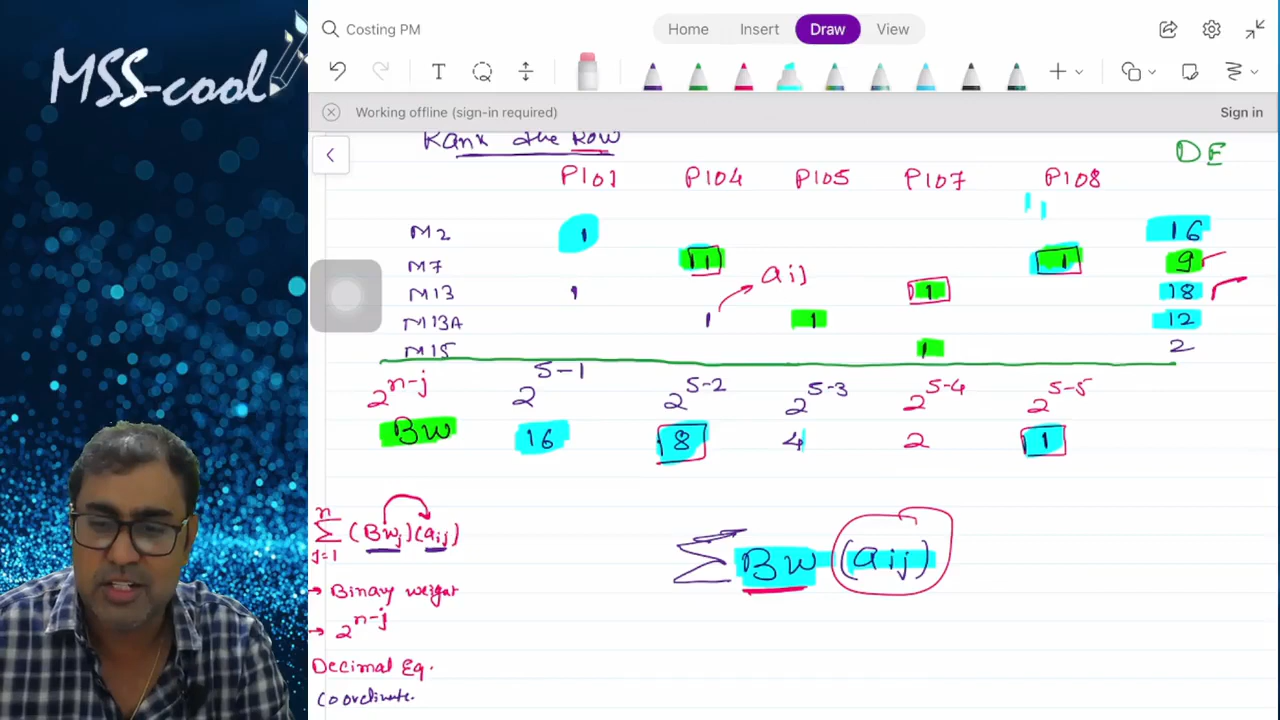 MSS-cool
Costing PM
Home Insert Draw View
Working offline (sign-in required) Sign in
Rank the Row
DE
P101 P104 P105 P107 P108
M2 1 16
M7 1 1 9
aij
M13 1 1 18
M13A 1 1 12
M15 1 2
2^n-j 2^5-1 2^5-2 2^5-3 2^5-4 2^5-5
BW 16 8 4 2 1
n
∑ (BWj)(aij)
J=1
∑ BW (aij)
→ Binary weight
→ 2^n-j
Decimal Eq.
Coordinate.